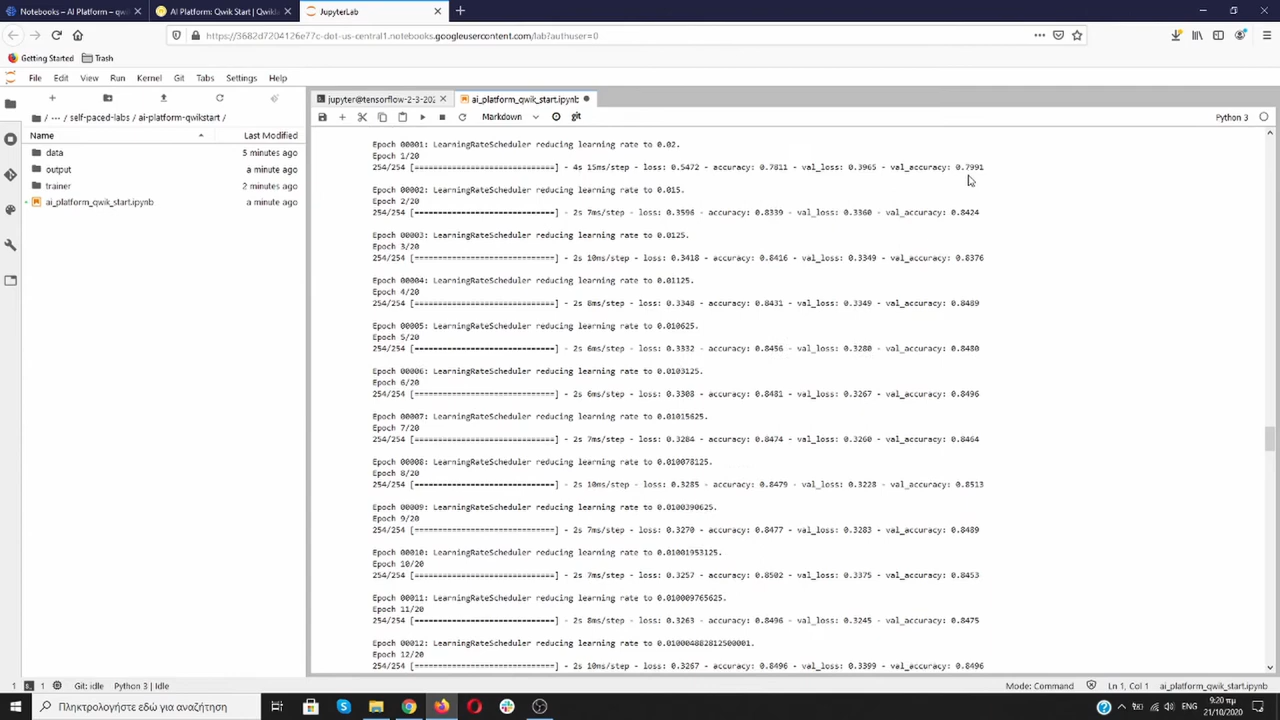 Notebooks – AI Platform – qwi
AI Platform: Qwik Start | Qwikla
JupyterLab
https://3682d7204126e77c-dot-us-central1.notebooks.googleusercontent.com/lab?authuser=0
Getting Started
Trash
File Edit View Run Kernel Git Tabs Settings Help
jupyter@tensorflow-2-3-202
ai_platform_qwik_start.ipynb
Markdown
git
Python 3
/ ··· / self-paced-labs / ai-platform-qwikstart /
Name
Last Modified
data
5 minutes ago
output
a minute ago
trainer
2 minutes ago
ai_platform_qwik_start.ipynb
a minute ago
Epoch 00001: LearningRateScheduler reducing learning rate to 0.02.
Epoch 1/20
254/254 [==============================] - 4s 15ms/step - loss: 0.5472 - accuracy: 0.7811 - val_loss: 0.3965 - val_accuracy: 0.7991
Epoch 00002: LearningRateScheduler reducing learning rate to 0.015.
Epoch 2/20
254/254 [==============================] - 2s 7ms/step - loss: 0.3596 - accuracy: 0.8339 - val_loss: 0.3360 - val_accuracy: 0.8424
Epoch 00003: LearningRateScheduler reducing learning rate to 0.0125.
Epoch 3/20
254/254 [==============================] - 2s 10ms/step - loss: 0.3418 - accuracy: 0.8416 - val_loss: 0.3349 - val_accuracy: 0.8376
Epoch 00004: LearningRateScheduler reducing learning rate to 0.01125.
Epoch 4/20
254/254 [==============================] - 2s 8ms/step - loss: 0.3348 - accuracy: 0.8431 - val_loss: 0.3349 - val_accuracy: 0.8489
Epoch 00005: LearningRateScheduler reducing learning rate to 0.010625.
Epoch 5/20
254/254 [==============================] - 2s 6ms/step - loss: 0.3332 - accuracy: 0.8456 - val_loss: 0.3280 - val_accuracy: 0.8480
Epoch 00006: LearningRateScheduler reducing learning rate to 0.0103125.
Epoch 6/20
254/254 [==============================] - 2s 6ms/step - loss: 0.3308 - accuracy: 0.8481 - val_loss: 0.3267 - val_accuracy: 0.8496
Epoch 00007: LearningRateScheduler reducing learning rate to 0.01015625.
Epoch 7/20
254/254 [==============================] - 2s 7ms/step - loss: 0.3284 - accuracy: 0.8474 - val_loss: 0.3260 - val_accuracy: 0.8464
Epoch 00008: LearningRateScheduler reducing learning rate to 0.010078125.
Epoch 8/20
254/254 [==============================] - 2s 10ms/step - loss: 0.3285 - accuracy: 0.8479 - val_loss: 0.3228 - val_accuracy: 0.8513
Epoch 00009: LearningRateScheduler reducing learning rate to 0.0100390625.
Epoch 9/20
254/254 [==============================] - 2s 7ms/step - loss: 0.3270 - accuracy: 0.8477 - val_loss: 0.3283 - val_accuracy: 0.8489
Epoch 00010: LearningRateScheduler reducing learning rate to 0.01001953125.
Epoch 10/20
254/254 [==============================] - 2s 7ms/step - loss: 0.3257 - accuracy: 0.8502 - val_loss: 0.3375 - val_accuracy: 0.8453
Epoch 00011: LearningRateScheduler reducing learning rate to 0.010009765625.
Epoch 11/20
254/254 [==============================] - 2s 8ms/step - loss: 0.3263 - accuracy: 0.8496 - val_loss: 0.3245 - val_accuracy: 0.8475
Epoch 00012: LearningRateScheduler reducing learning rate to 0.010004882812500001.
Epoch 12/20
254/254 [==============================] - 2s 10ms/step - loss: 0.3267 - accuracy: 0.8496 - val_loss: 0.3399 - val_accuracy: 0.8496
1 1 Git: idle Python 3 | Idle
Mode: Command Ln 1, Col 1 ai_platform_qwik_start.ipynb
Πληκτρολογήστε εδώ για αναζήτηση
9:20 πμ
21/10/2020